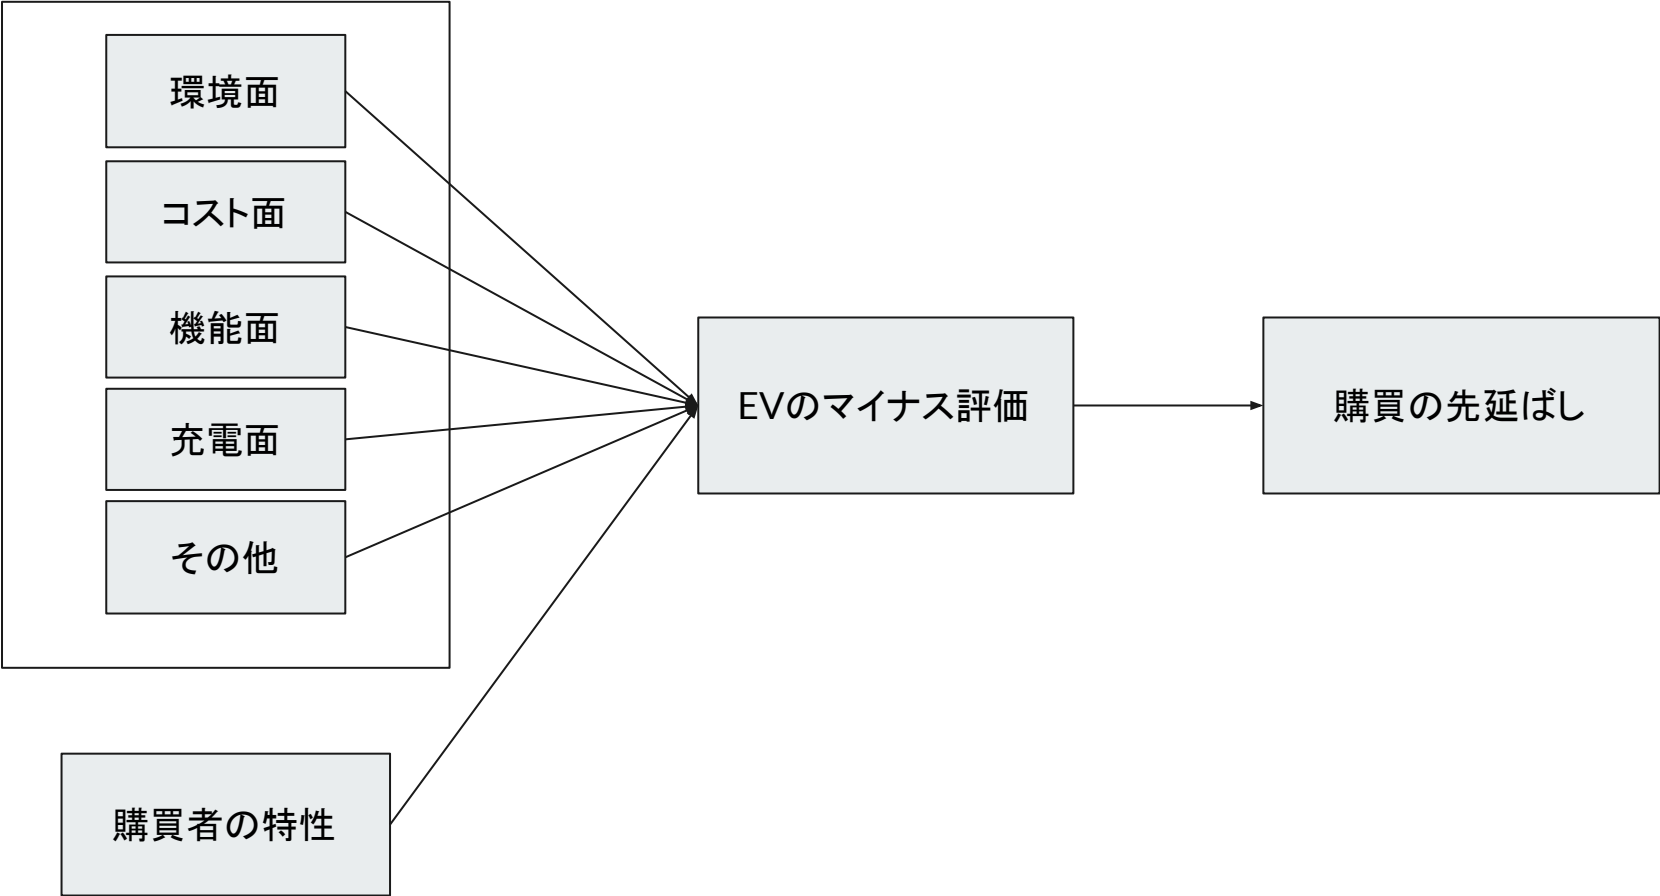 環境面
コスト面
機能面
充電面
その他
購買者の特性
EVのマイナス評価
購買の先延ばし